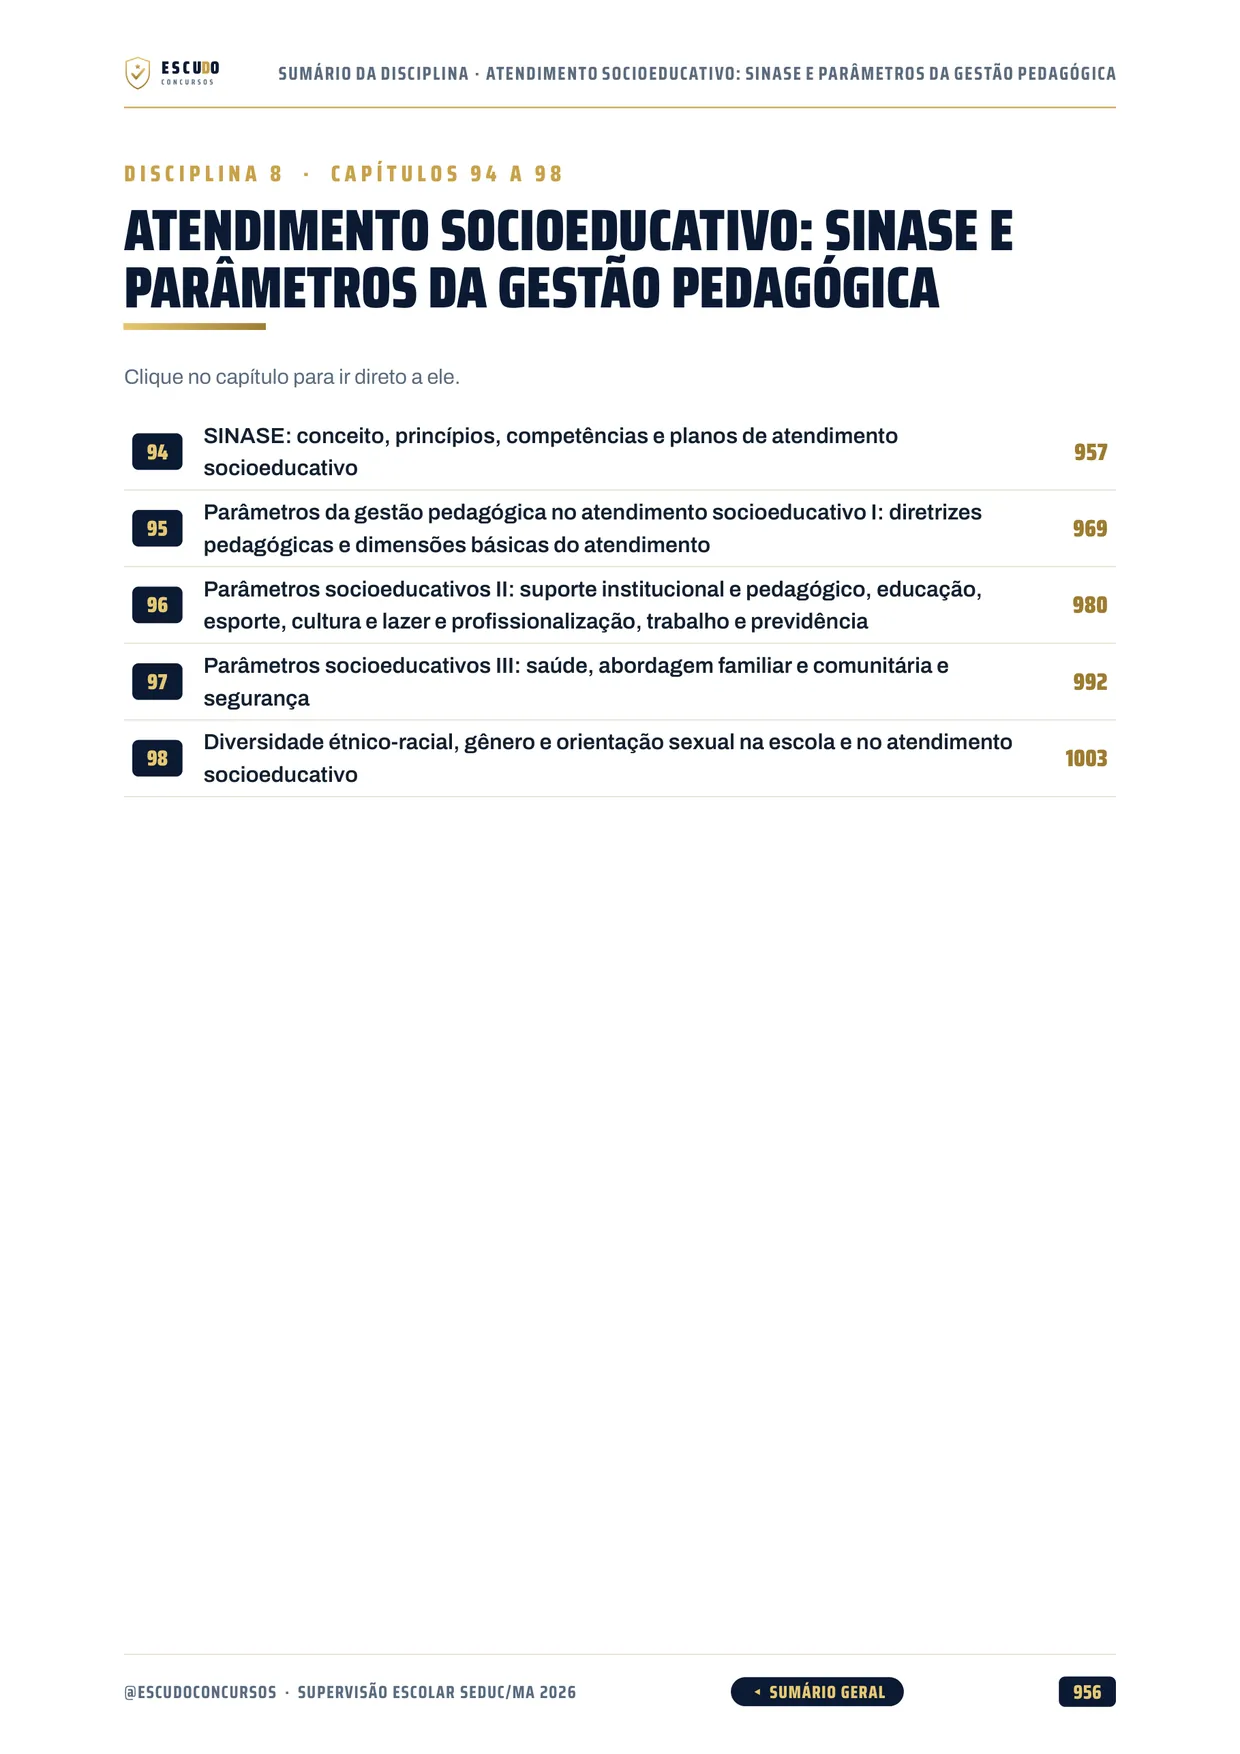 ESCUDO
CONCURSOS
SUMÁRIO DA DISCIPLINA · ATENDIMENTO SOCIOEDUCATIVO: SINASE E PARÂMETROS DA GESTÃO PEDAGÓGICA
DISCIPLINA 8 · CAPÍTULOS 94 A 98
ATENDIMENTO SOCIOEDUCATIVO: SINASE E
PARÂMETROS DA GESTÃO PEDAGÓGICA
Clique no capítulo para ir direto a ele.
94
SINASE: conceito, princípios, competências e planos de atendimento
socioeducativo
957
95
Parâmetros da gestão pedagógica no atendimento socioeducativo I: diretrizes
pedagógicas e dimensões básicas do atendimento
969
96
Parâmetros socioeducativos II: suporte institucional e pedagógico, educação,
esporte, cultura e lazer e profissionalização, trabalho e previdência
980
97
Parâmetros socioeducativos III: saúde, abordagem familiar e comunitária e
segurança
992
98
Diversidade étnico-racial, gênero e orientação sexual na escola e no atendimento
socioeducativo
1003
@ESCUDOCONCURSOS · SUPERVISÃO ESCOLAR SEDUC/MA 2026
SUMÁRIO GERAL
956